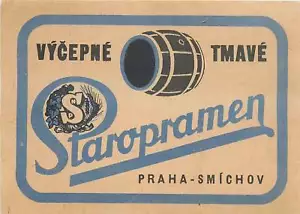 VÝČEPNÉ TMAVÉ
S
Staropramen
PRAHA-SMÍCHOV